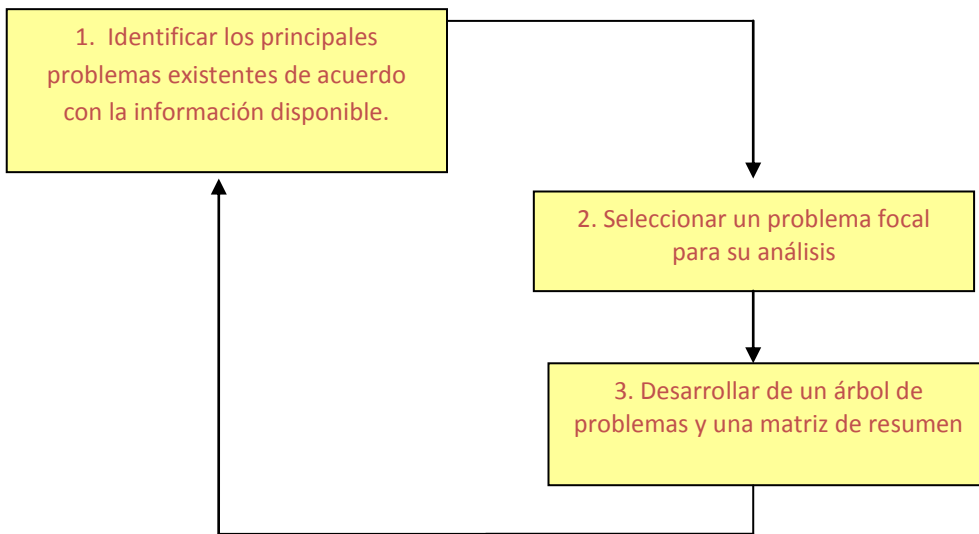 1. Identificar los principales
problemas existentes de acuerdo
con la información disponible.
2. Seleccionar un problema focal
para su análisis
3. Desarrollar de un árbol de
problemas y una matriz de resumen